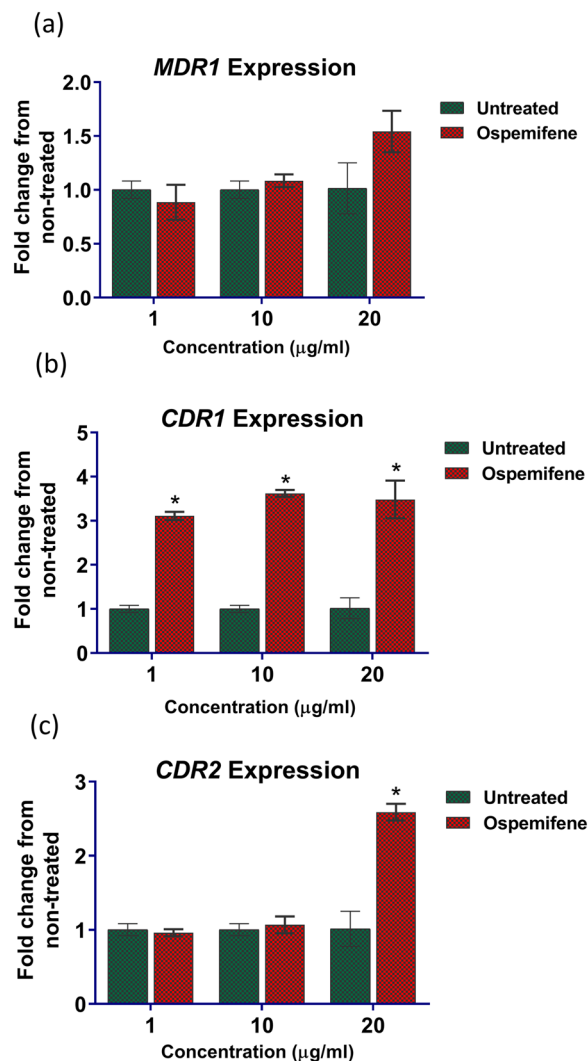 (a)
MDR1 Expression
Fold change from
non-treated
2.0
1.5
1.0
0.5
0.0
1
10
20
Concentration (μg/ml)
Untreated
Ospemifene
(b)
CDR1 Expression
Fold change from
non-treated
5
4
3
2
1
0
*
*
*
1
10
20
Concentration (μg/ml)
Untreated
Ospemifene
(c)
CDR2 Expression
Fold change from
non-treated
3
2
1
0
*
1
10
20
Concentration (μg/ml)
Untreated
Ospemifene